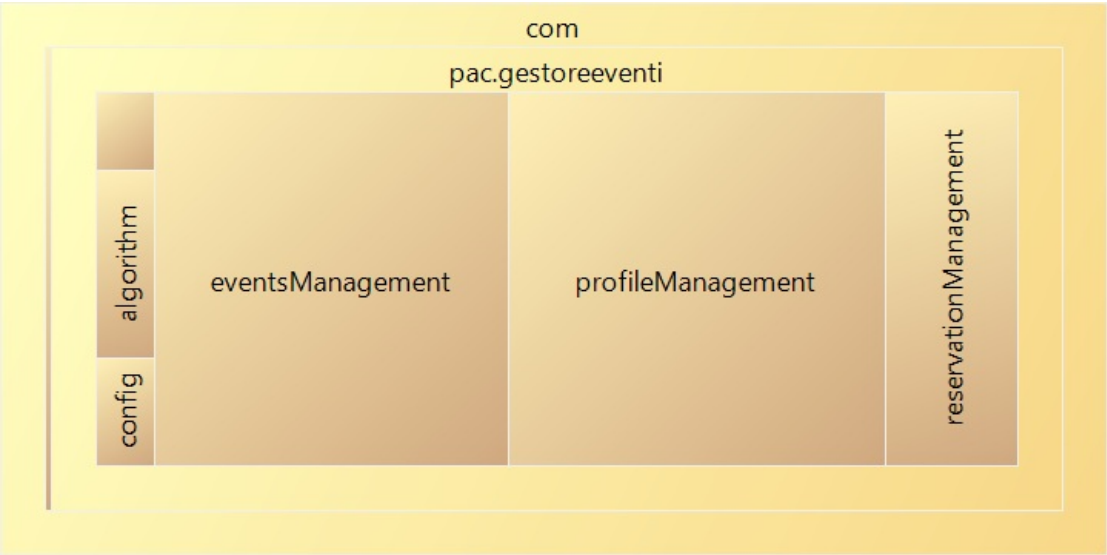 com
pac.gestoreeventi
algorithm
config
eventsManagement
profileManagement
reservationManagement